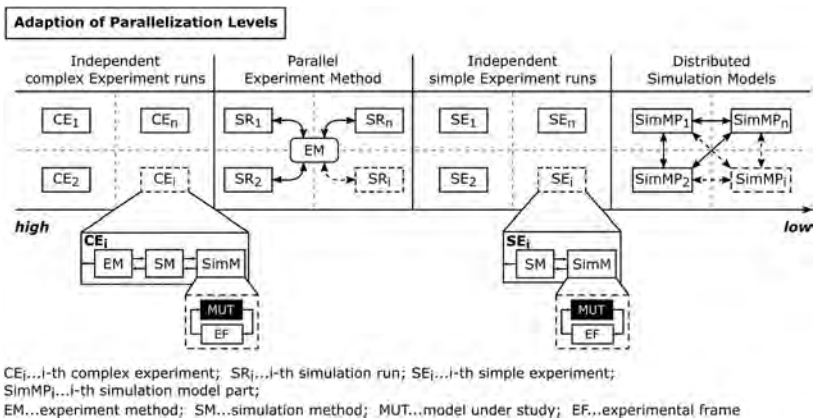 Adaption of Parallelization Levels
Independent
complex Experiment runs
Parallel
Experiment Method
Independent
simple Experiment runs
Distributed
Simulation Models
CE1 CEn SR1 SRn SE1 SEn SimMP1 SimMPn
EM
CE2 CEi SR2 SRi SE2 SEi SimMP2 SimMPi
high low
CEi SEi
EM SM SimM SM SimM
MUT MUT
EF EF
CEi...i-th complex experiment; SRi...i-th simulation run; SEi...i-th simple experiment;
SimMPi...i-th simulation model part;
EM...experiment method; SM...simulation method; MUT...model under study; EF...experimental frame